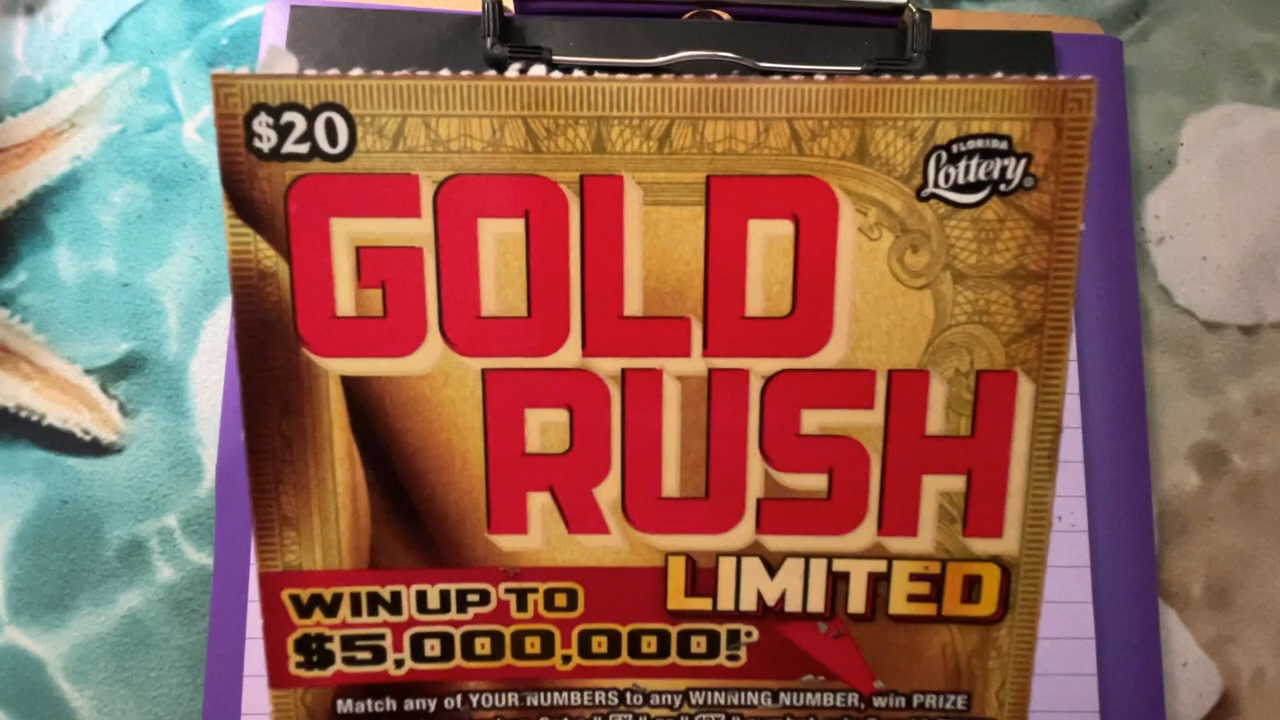 $20
FLORIDA
Lottery
GOLD
RUSH
LIMITED
WIN UP TO
$5,000,000!*
Match any of YOUR NUMBERS to any WINNING NUMBER, win PRIZE